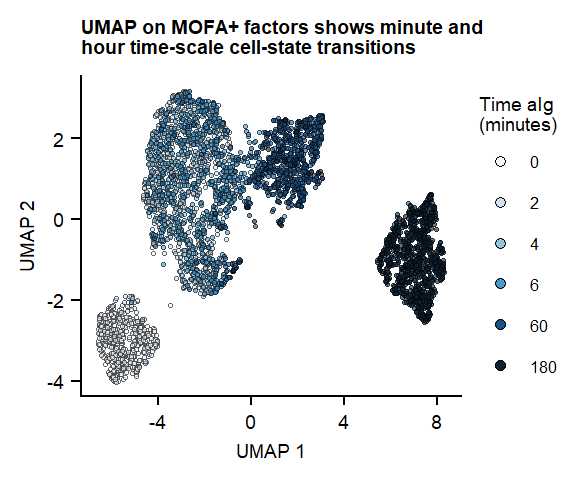 UMAP on MOFA+ factors shows minute and
hour time-scale cell-state transitions
Time alg
(minutes)
0
2
4
6
60
180
2
0
-2
-4
UMAP 2
-4
0
4
8
UMAP 1